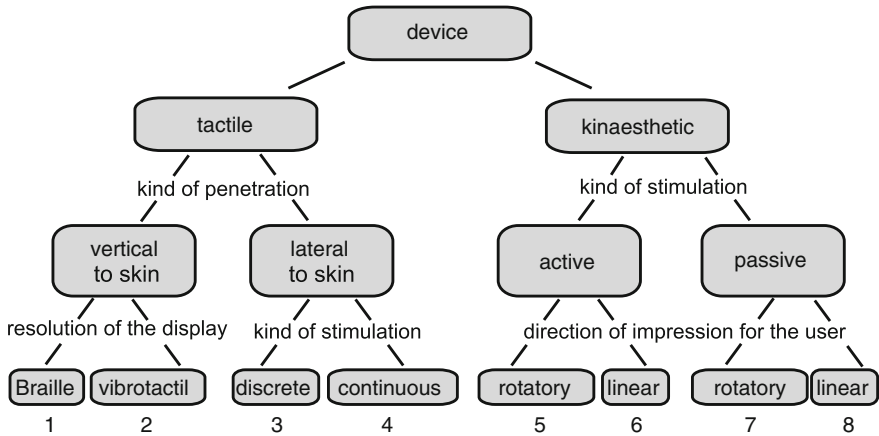 device
tactile
kinaesthetic
kind of penetration
kind of stimulation
vertical
to skin
lateral
to skin
active
passive
resolution of the display
kind of stimulation
direction of impression for the user
Braille
vibrotactil
discrete
continuous
rotatory
linear
rotatory
linear
1
2
3
4
5
6
7
8